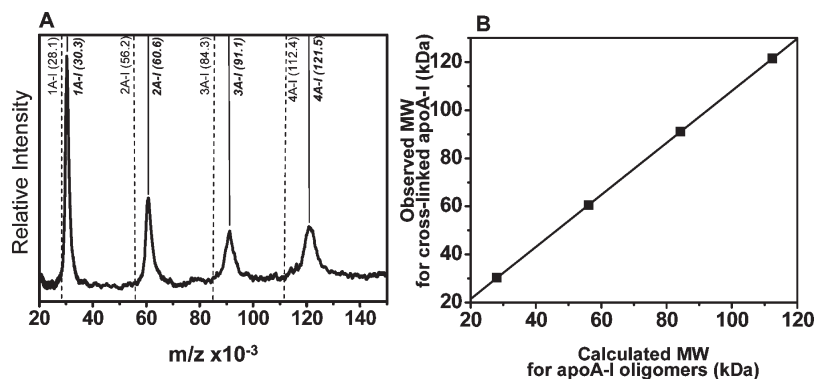 A
1A-I (28.1)
1A-I (30.3)
2A-I (56.2)
2A-I (60.6)
3A-I (84.3)
3A-I (91.1)
4A-I (112.4)
4A-I (121.5)
Relative Intensity
20 40 60 80 100 120 140
m/z x10-3
B
Observed MW
for cross-linked apoA-I (kDa)
120
100
80
60
40
20
20 40 60 80 100 120
Calculated MW
for apoA-I oligomers (kDa)